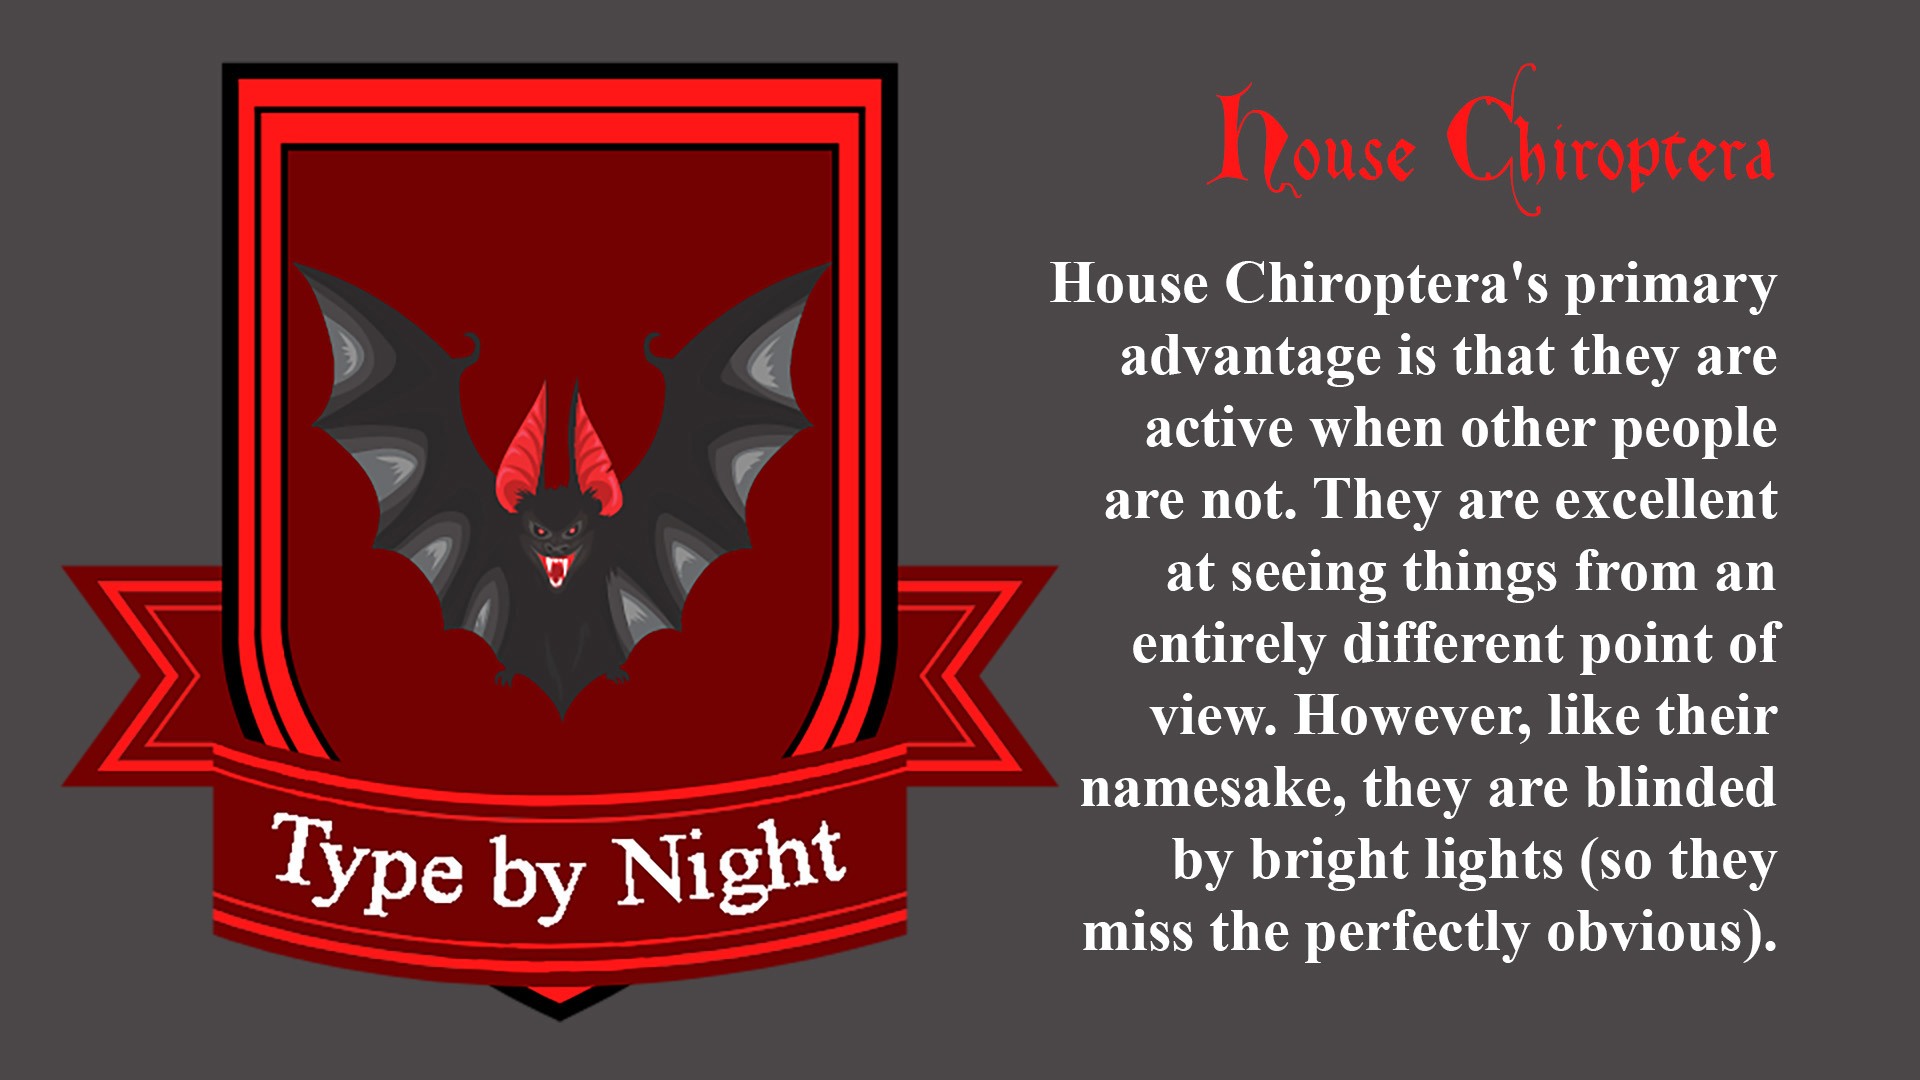 House Chiroptera
House Chiroptera's primary
advantage is that they are
active when other people
are not. They are excellent
at seeing things from an
entirely different point of
view. However, like their
namesake, they are blinded
by bright lights (so they
miss the perfectly obvious).
Type by Night